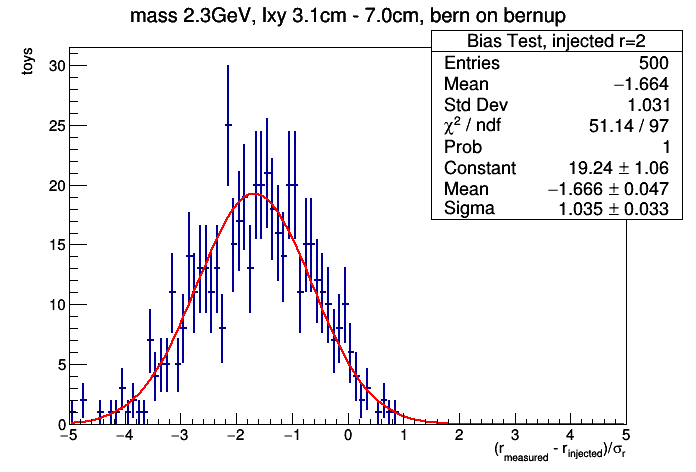 mass 2.3GeV, lxy 3.1cm - 7.0cm, bern on bernup
Bias Test, injected r=2
Entries 500
Mean −1.664
Std Dev 1.031
χ² / ndf 51.14 / 97
Prob 1
Constant 19.24 ± 1.06
Mean −1.666 ± 0.047
Sigma 1.035 ± 0.033
toys
30
25
20
15
10
5
0
−5 −4 −3 −2 −1 0 1 2 3 4 5
(r_measured - r_injected)/σ_r